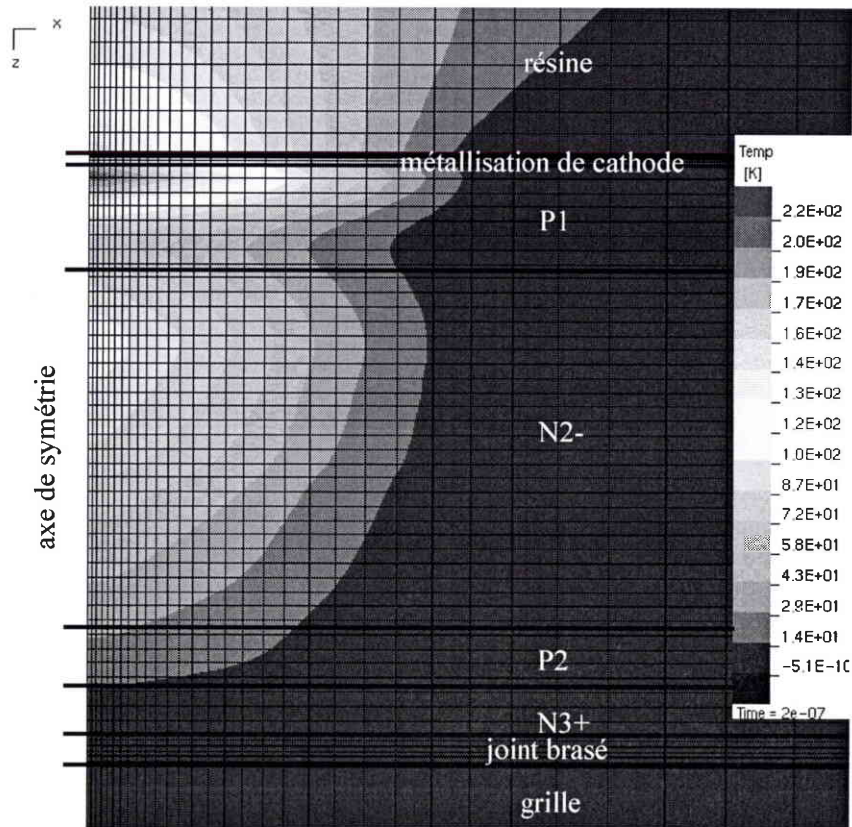 x
z
résine
métallisation de cathode
P1
N2-
axe de symétrie
P2
N3+
joint brasé
grille
Temp
[K]
2.2E+02
2.0E+02
1.9E+02
1.7E+02
1.6E+02
1.4E+02
1.3E+02
1.2E+02
1.0E+02
8.7E+01
7.2E+01
5.8E+01
4.3E+01
2.9E+01
1.4E+01
-5.1E-10
Time = 2e-07